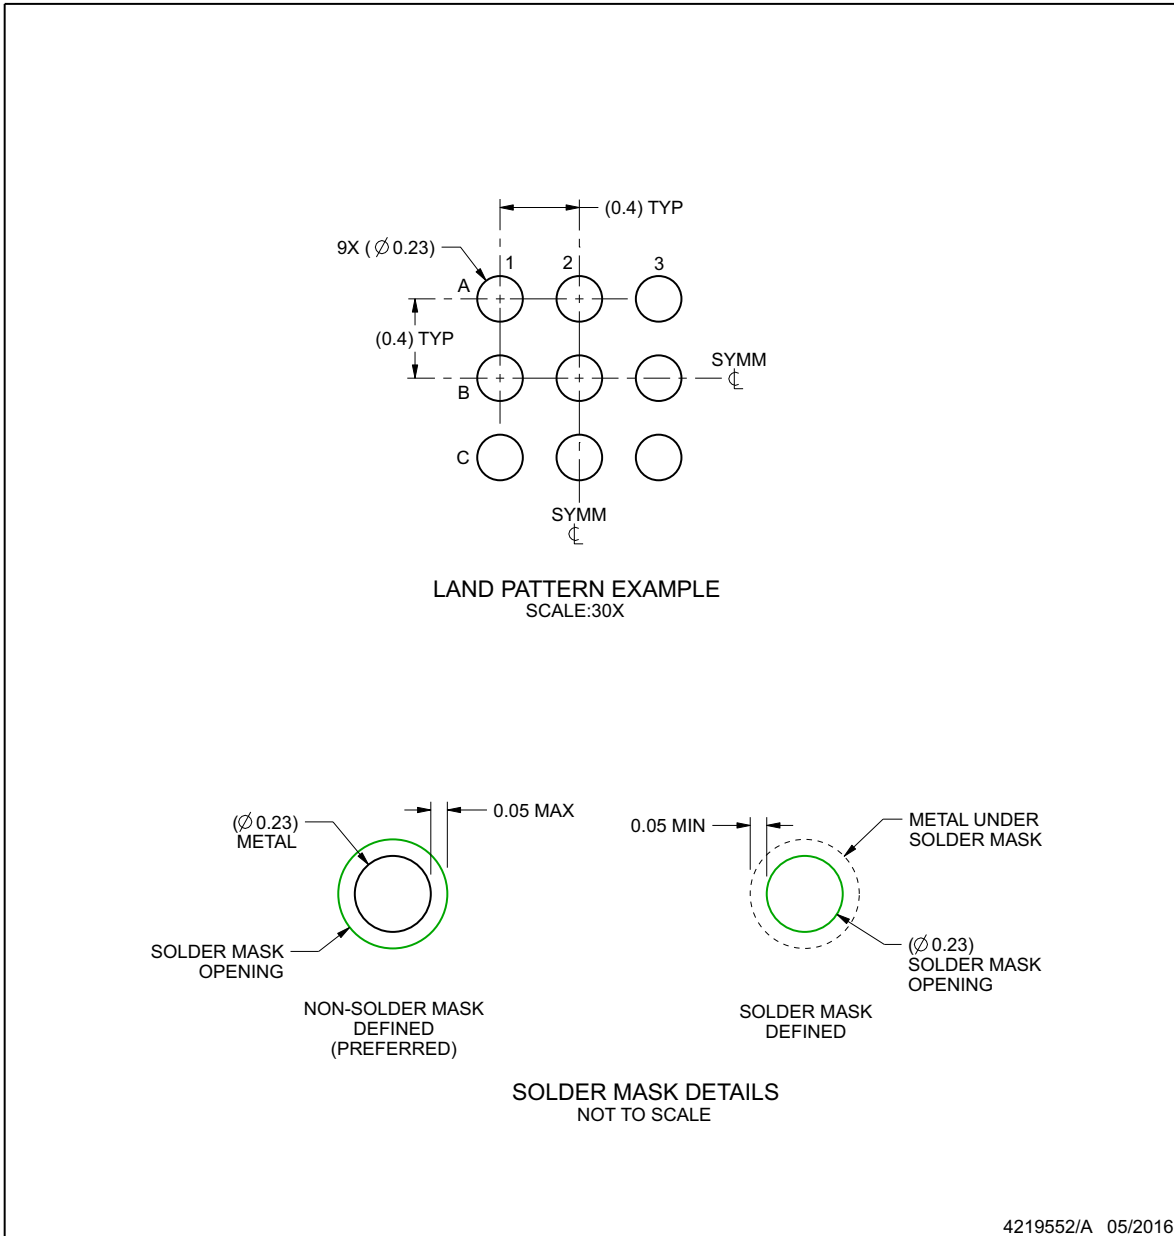 (0.4) TYP
9X (∅0.23)
1
2
3
A
(0.4) TYP
SYMM
℄
B
C
SYMM
℄
LAND PATTERN EXAMPLE
SCALE:30X
(∅0.23)
METAL
0.05 MAX
SOLDER MASK
OPENING
NON-SOLDER MASK
DEFINED
(PREFERRED)
0.05 MIN
METAL UNDER
SOLDER MASK
(∅0.23)
SOLDER MASK
OPENING
SOLDER MASK
DEFINED
SOLDER MASK DETAILS
NOT TO SCALE
4219552/A 05/2016